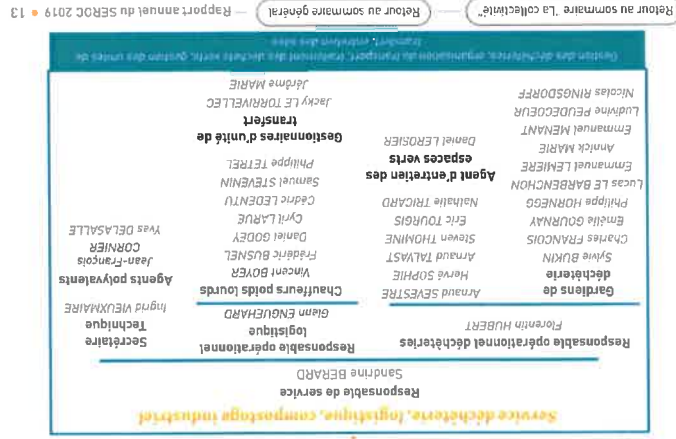 Service déchèterie, logistique, compostage industriel
Responsable de service
Sandrine BERARD
Responsable opérationnel déchèteries
Florentin HUBERT
Gardiens de
déchèterie
Sylvie BUKIN
Charles FRANCOIS
Emélie GOURNAY
Philippe HORNEGG
Lucas LE BARBENCHON
Emmanuel LEMIERE
Annick MARIE
Emmanuel MENANT
Ludivine PEUDECOEUR
Nicolas RINGSDORFF
Arnaud SEVESTRE
Hervé SOPHIE
Arnaud TALVAST
Steven THOMINE
Eric TOURGIS
Nathalie TRICARD
Agent d'entretien des
espaces verts
Daniel LEROSIER
Responsable opérationnel
logistique
Glenn ENGUEHARD
Chauffeurs poids lourds
Vincent BOYER
Frédéric BUSNEL
Daniel GODEY
Cyril LARUE
Cédric LEDENTU
Samuel STEVENIN
Philippe TETREL
Gestionnaires d'unité de
transfert
Jacky LE TORRIVELLEC
Jérôme MARIE
Secrétaire
Technique
Ingrid VIEUXMAIRE
Agents polyvalents
Jean-François
CORNIER
Yves DELASALLE
Gestion des déchèteries, organisation du transport, traitement des déchets verts, gestion des unités de
transfert, entretien des sites
Retour au sommaire "La collectivité"
Retour au sommaire général
Rapport annuel du SEROC 2019 • 13